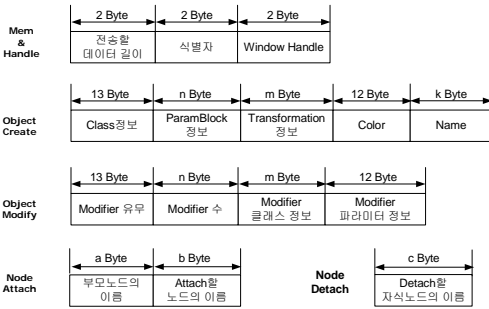 2 Byte 2 Byte 2 Byte
Mem & Handle
전송할 데이터 길이 식별자 Window Handle
13 Byte n Byte m Byte 12 Byte k Byte
Object Create
Class정보 ParamBlock 정보 Transformation 정보 Color Name
13 Byte n Byte m Byte 12 Byte
Object Modify
Modifier 유무 Modifier 수 Modifier 클래스 정보 Modifier 파라미터 정보
a Byte b Byte
Node Attach
부모노드의 이름 Attach할 노드의 이름
c Byte
Node Detach
Detach할 자식노드의 이름